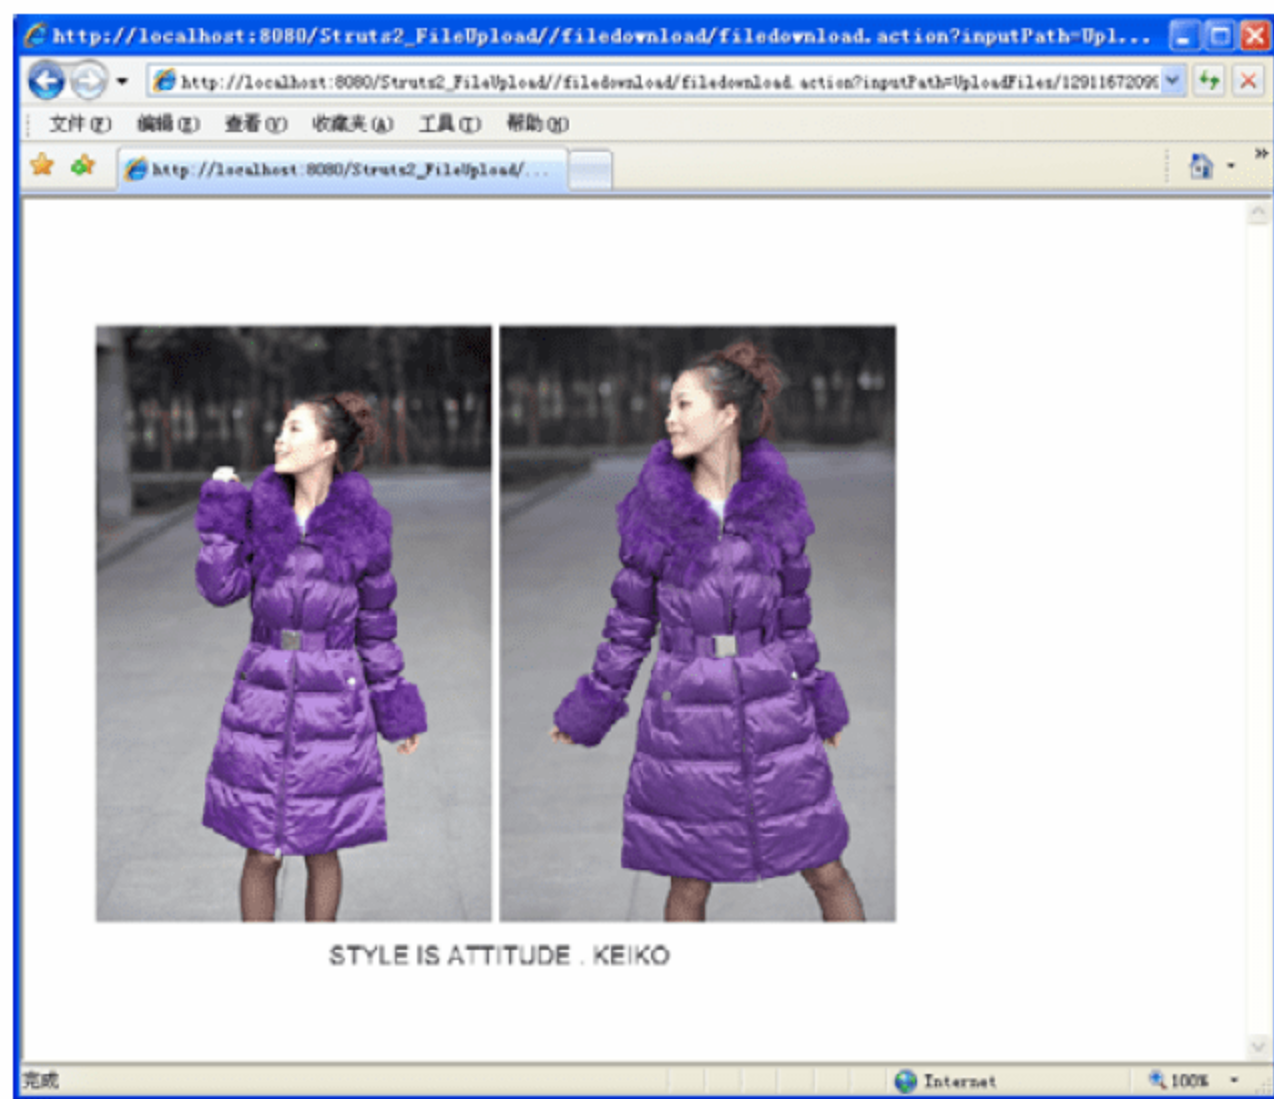 http://localhost:8080/Struts2_FileUpload//filedownload/filedownload.action?inputPath=Upl...
http://localhost:8080/Struts2_FileUpload//filedownload/filedownload.action?inputPath=UploadFiles/12911672099
文件(F) 编辑(E) 查看(V) 收藏夹(A) 工具(T) 帮助(H)
http://localhost:8080/Struts2_FileUpload/...
STYLE IS ATTITUDE . KEIKO
完成 Internet 100%